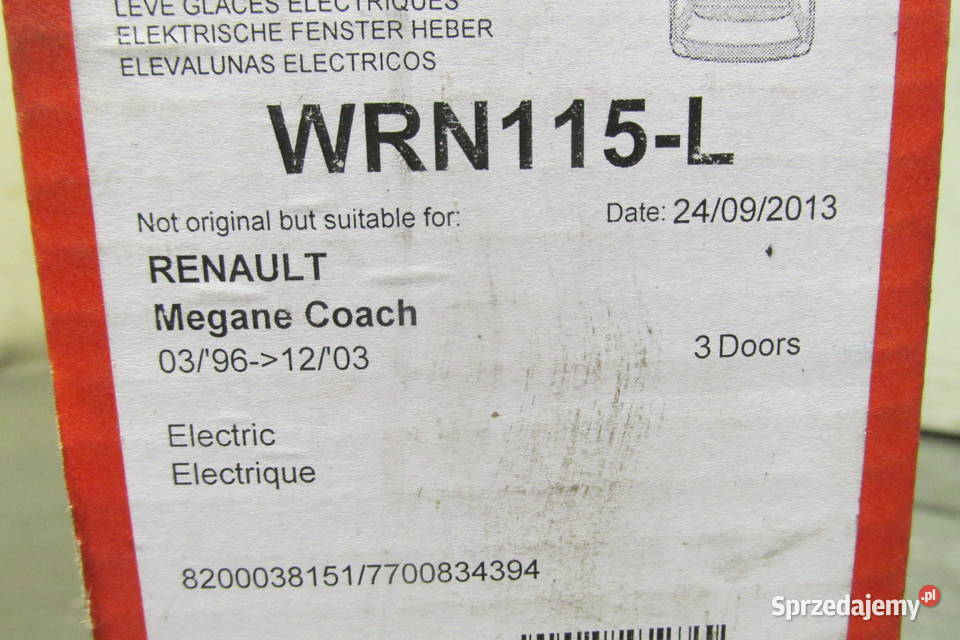 LEVE GLACES ELECTRIQUES
ELEKTRISCHE FENSTER HEBER
ELEVALUNAS ELECTRICOS
WRN115-L
Not original but suitable for:
Date: 24/09/2013
RENAULT
Megane Coach
03/'96->12/'03
3 Doors
Electric
Electrique
8200038151/7700834394
Sprzedajemy.pl